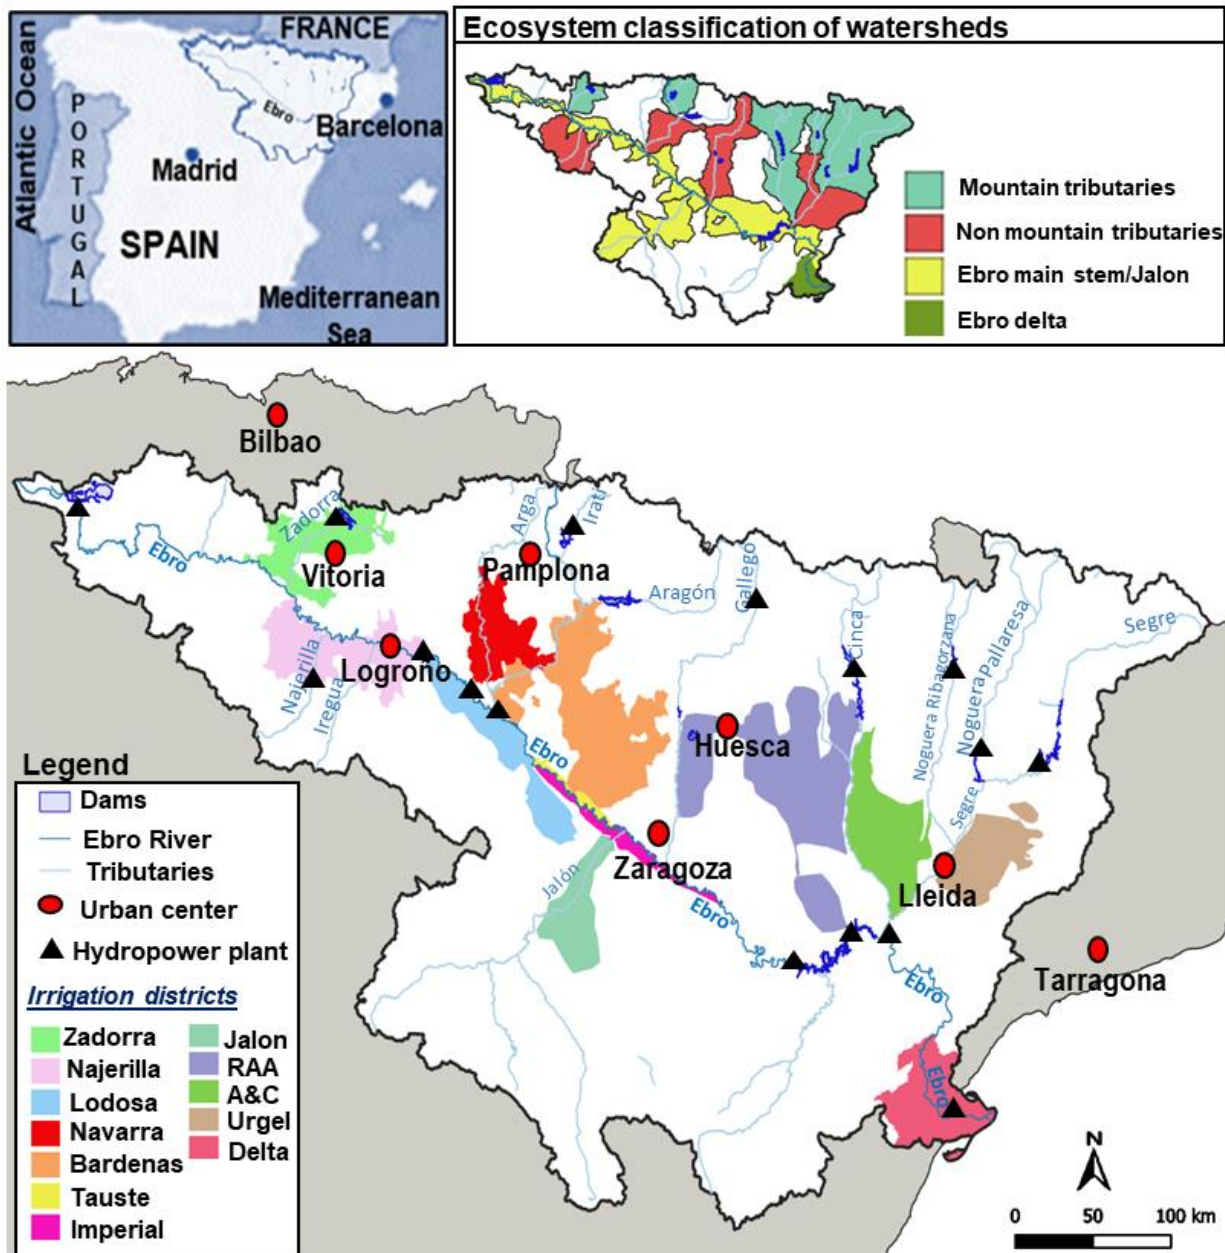 FRANCE
Atlantic Ocean
PORTUGAL
Ebro
Barcelona
Madrid
SPAIN
Mediterranean
Sea
Ecosystem classification of watersheds
Mountain tributaries
Non mountain tributaries
Ebro main stem/Jalon
Ebro delta
Bilbao
Zadorra
Vitoria
Ebro
Arga
Irati
Pamplona
Aragón
Gallego
Cinca
Noguera Ribagorzana
Noguera Pallaresa
Segre
Najerilla
Iregua
Logroño
Ebro
Huesca
Segre
Zaragoza
Jalón
Ebro
Lleida
Ebro
Tarragona
Ebro
Legend
Dams
Ebro River
Tributaries
Urban center
Hydropower plant
Irrigation districts
Zadorra
Najerilla
Lodosa
Navarra
Bardenas
Tauste
Imperial
Jalon
RAA
A&C
Urgel
Delta
N
0 50 100 km